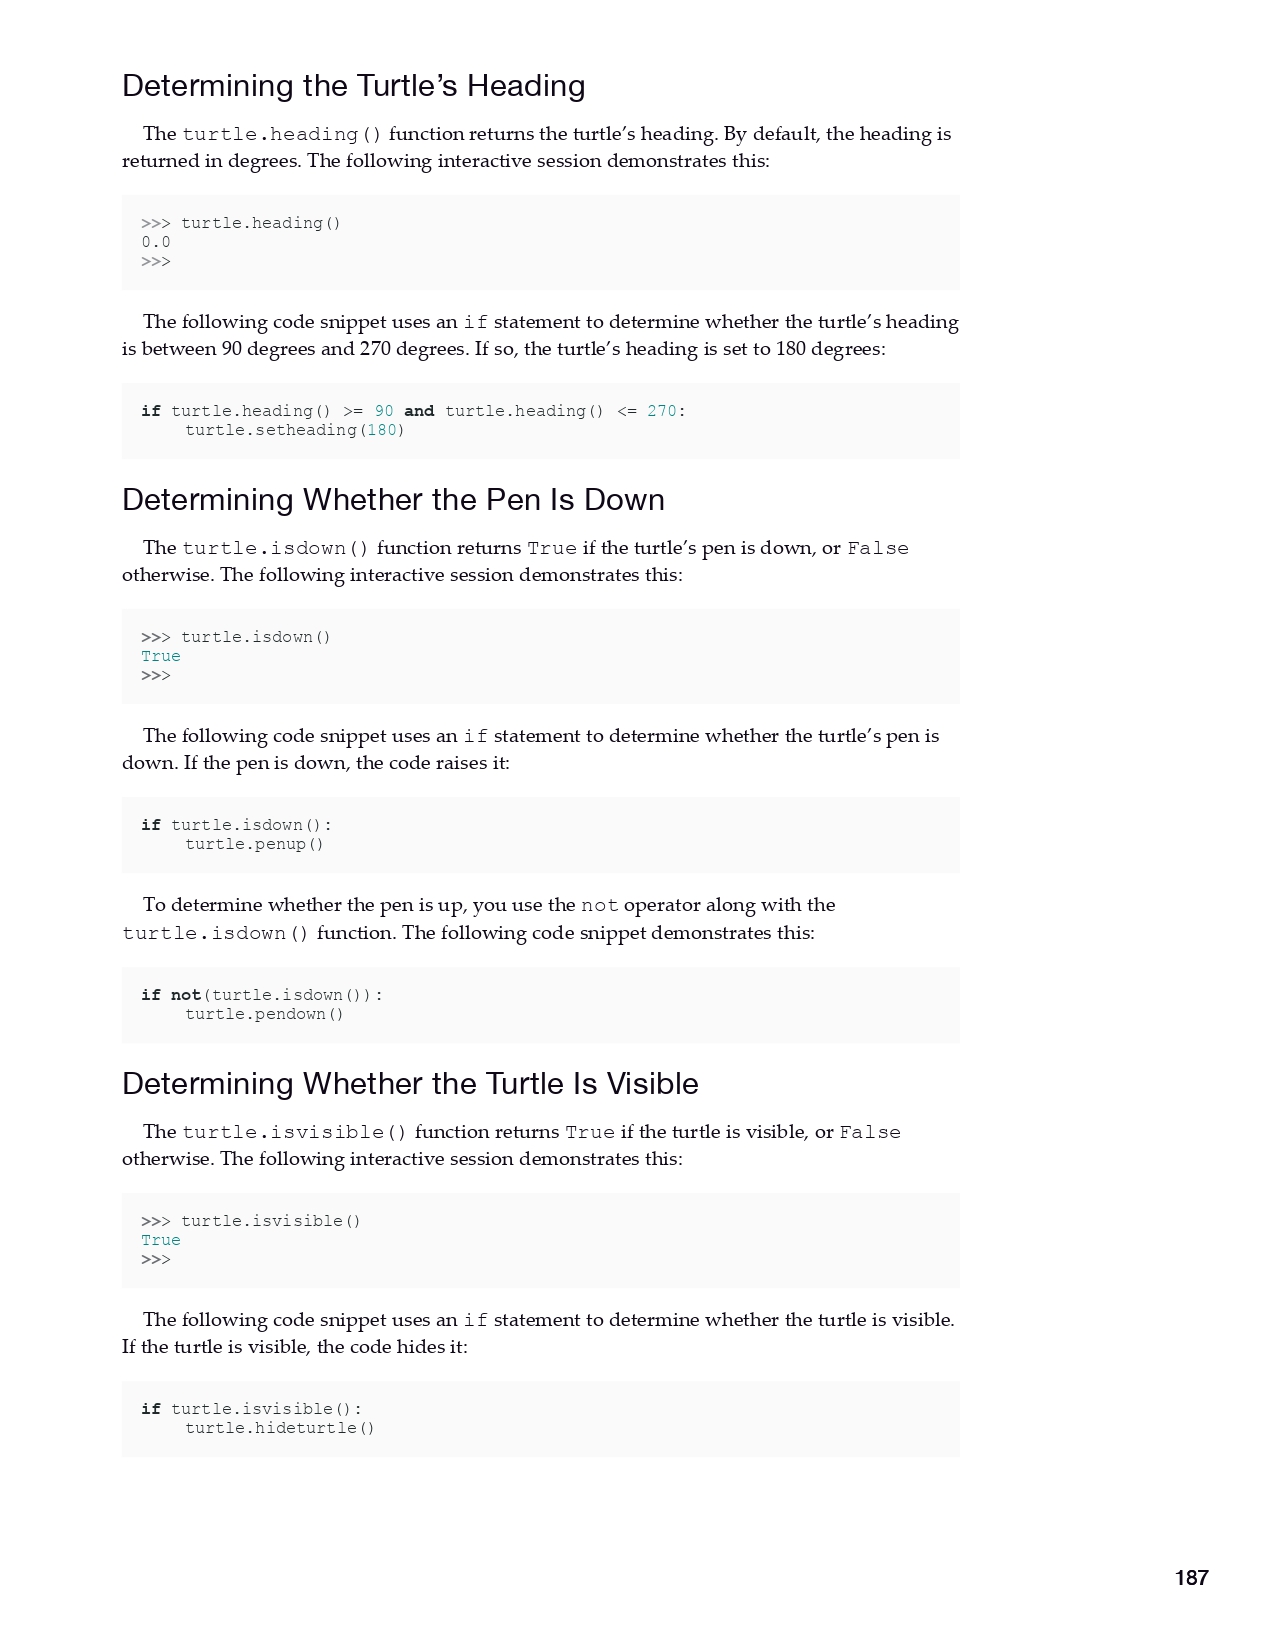 Determining the Turtle’s Heading
The turtle.heading() function returns the turtle’s heading. By default, the heading is
returned in degrees. The following interactive session demonstrates this:
>>> turtle.heading()
0.0
>>>
The following code snippet uses an if statement to determine whether the turtle’s heading
is between 90 degrees and 270 degrees. If so, the turtle’s heading is set to 180 degrees:
if turtle.heading() >= 90 and turtle.heading() <= 270:
turtle.setheading(180)
Determining Whether the Pen Is Down
The turtle.isdown() function returns True if the turtle’s pen is down, or False
otherwise. The following interactive session demonstrates this:
>>> turtle.isdown()
True
>>>
The following code snippet uses an if statement to determine whether the turtle’s pen is
down. If the pen is down, the code raises it:
if turtle.isdown():
turtle.penup()
To determine whether the pen is up, you use the not operator along with the
turtle.isdown() function. The following code snippet demonstrates this:
if not(turtle.isdown()):
turtle.pendown()
Determining Whether the Turtle Is Visible
The turtle.isvisible() function returns True if the turtle is visible, or False
otherwise. The following interactive session demonstrates this:
>>> turtle.isvisible()
True
>>>
The following code snippet uses an if statement to determine whether the turtle is visible.
If the turtle is visible, the code hides it:
if turtle.isvisible():
turtle.hideturtle()
187